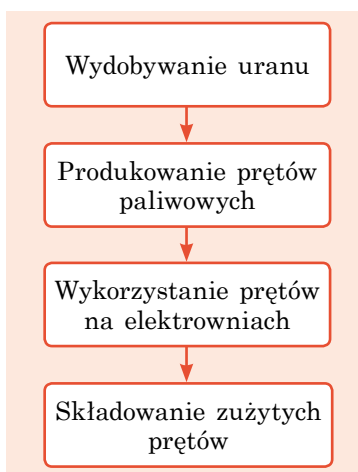 Wydobywanie uranu
Produkowanie prętów
paliwowych
Wykorzystanie prętów
na elektrowniach
Składowanie zużytych
prętów